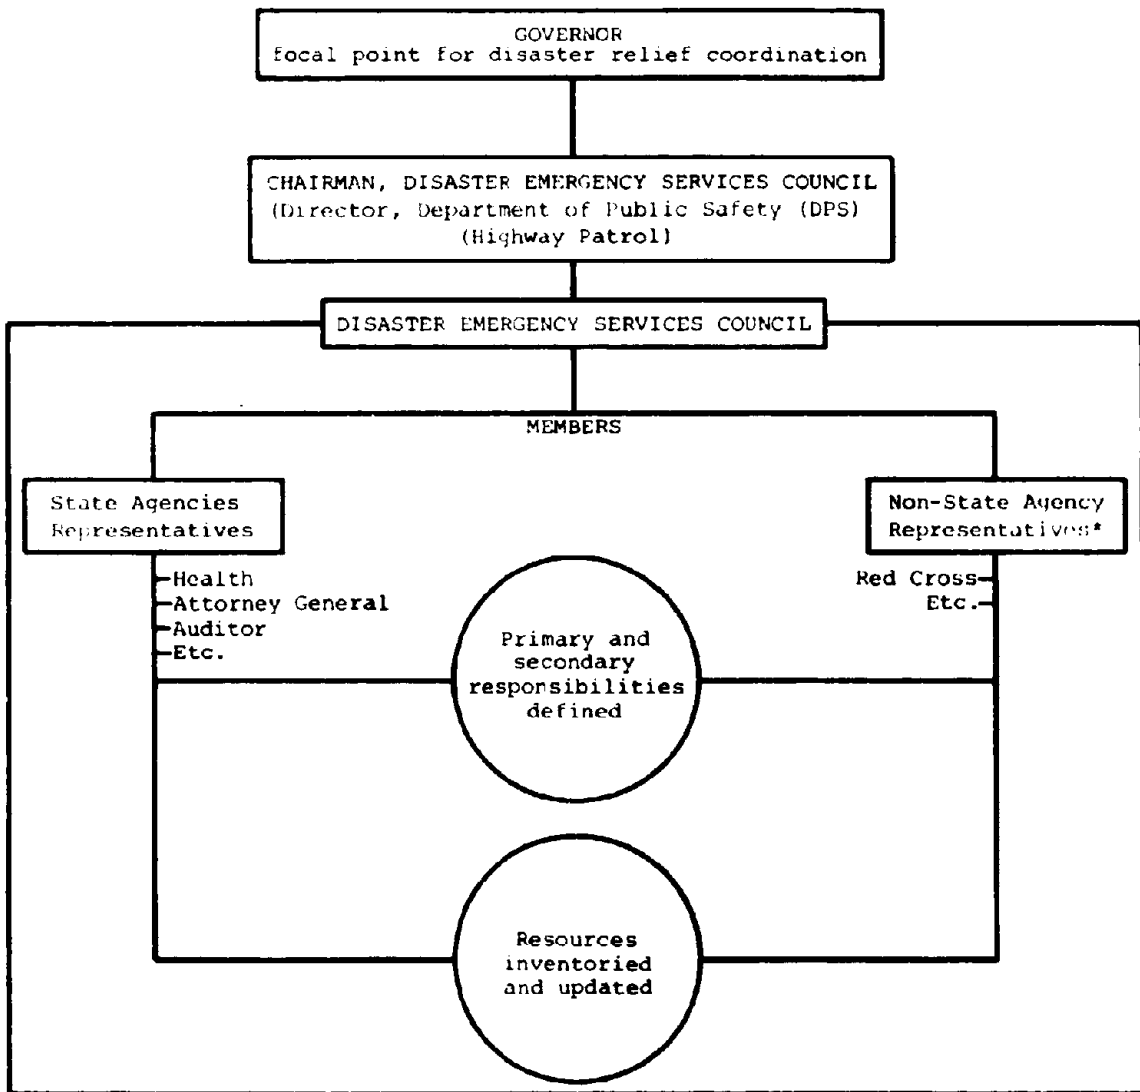 GOVERNOR
focal point for disaster relief coordination
CHAIRMAN, DISASTER EMERGENCY SERVICES COUNCIL
(Director, Department of Public Safety (DPS)
(Highway Patrol)
DISASTER EMERGENCY SERVICES COUNCIL
MEMBERS
State Agencies
Representatives
Health
Attorney General
Auditor
Etc.
Non-State Agency
Representatives*
Red Cross
Etc.
Primary and
secondary
responsibilities
defined
Resources
inventoried
and updated